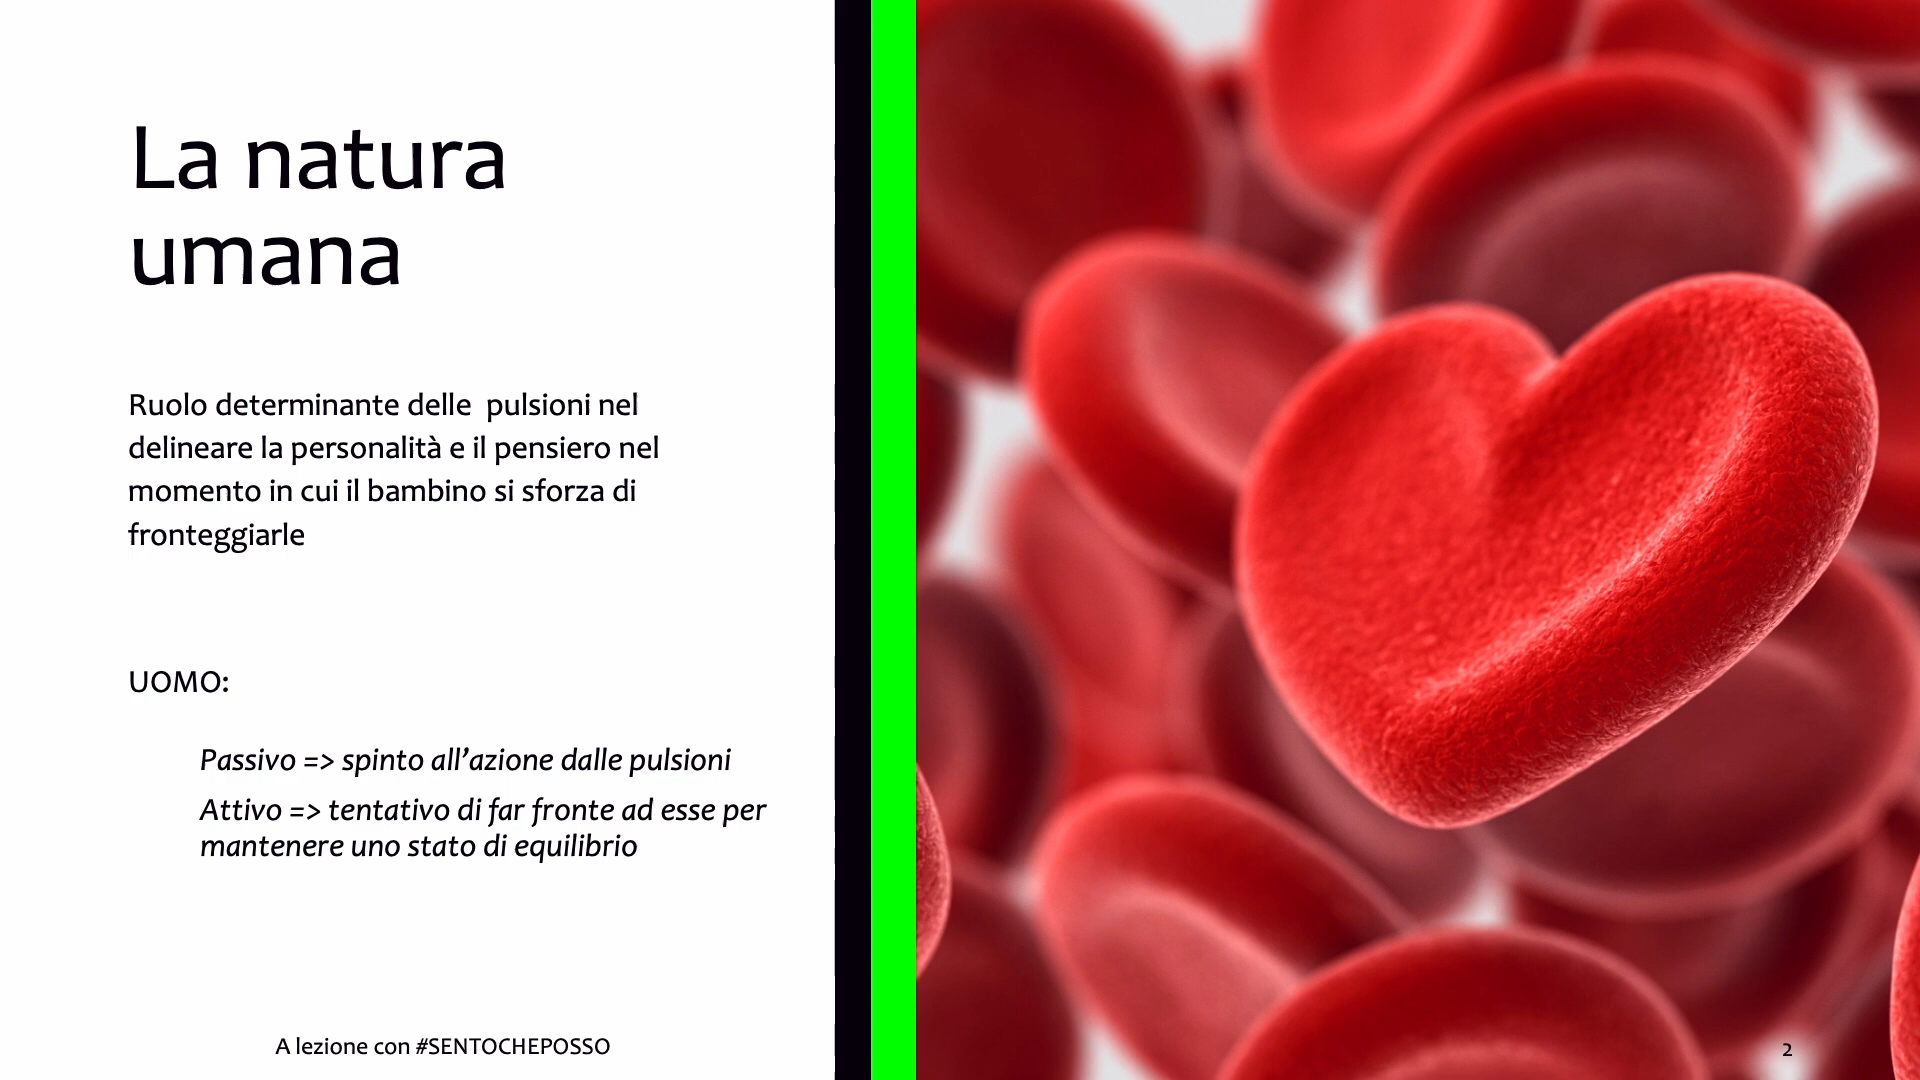 La natura
umana
Ruolo determinante delle  pulsioni nel
delineare la personalità e il pensiero nel
momento in cui il bambino si sforza di
fronteggiarle
UOMO:
Passivo => spinto all’azione dalle pulsioni
Attivo => tentativo di far fronte ad esse per
mantenere uno stato di equilibrio
A lezione con #SENTOCHEPOSSO
2